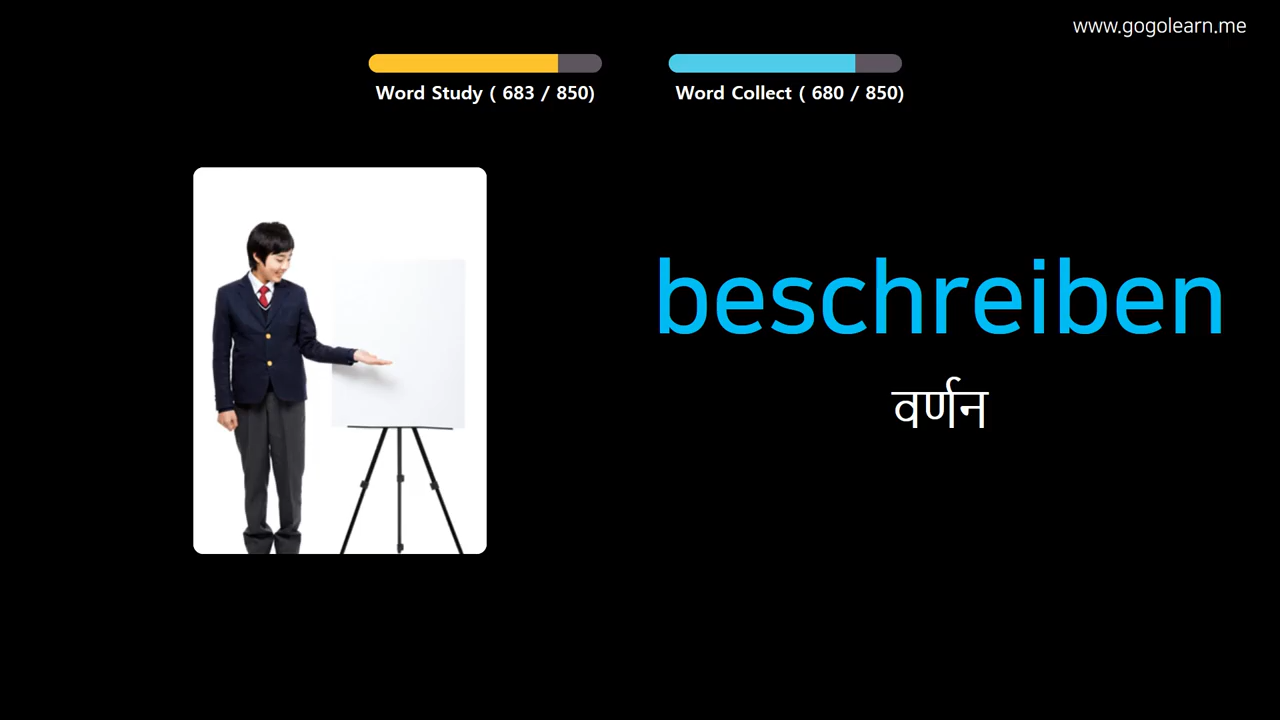 www.gogolearn.me
Word Study ( 683 / 850)
Word Collect ( 680 / 850)
beschreiben
वर्णन